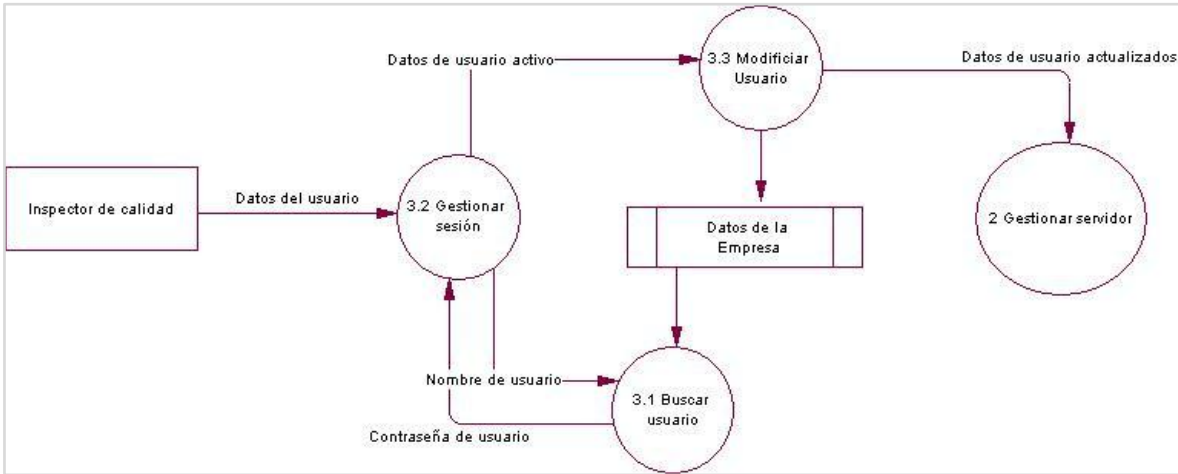 Datos de usuario activo
3.3 Modificiar
Usuario
Datos de usuario actualizados
Inspector de calidad
Datos del usuario
3.2 Gestionar
sesión
Datos de la
Empresa
2 Gestionar servidor
Nombre de usuario
3.1 Buscar
usuario
Contraseña de usuario